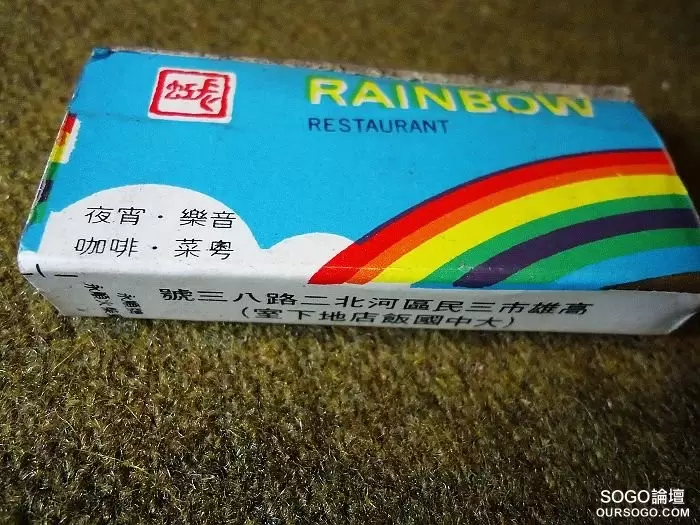 RAINBOW
RESTAURANT
音樂・宵夜
粵菜・咖啡
高雄市三民區河北二路八三號
(大中國飯店地下室)
SOGO論壇
OURSOGO.COM